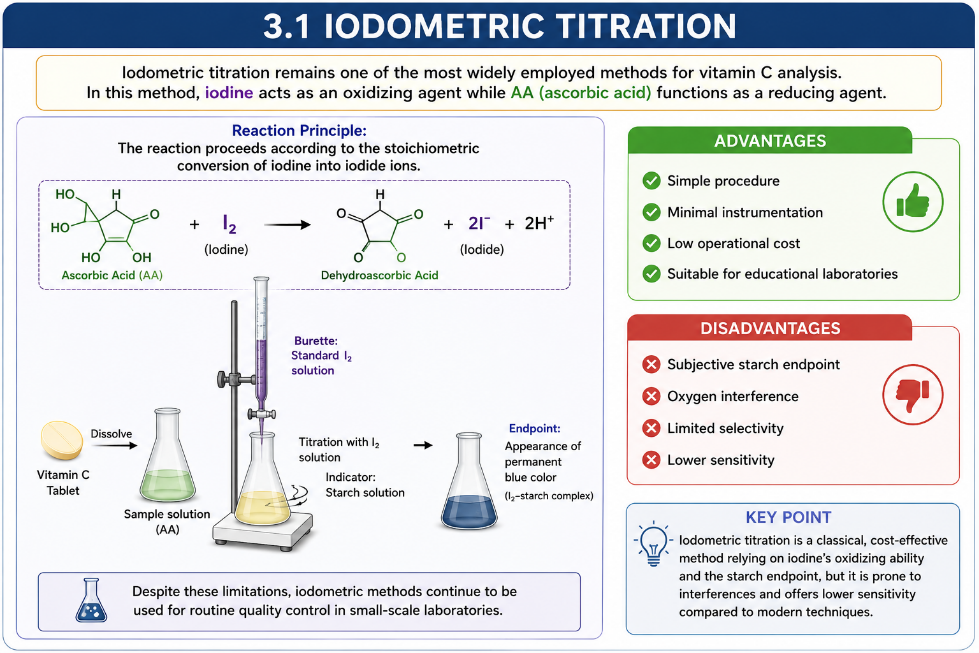 3.1 IODOMETRIC TITRATION
Iodometric titration remains one of the most widely employed methods for vitamin C analysis.
In this method, iodine acts as an oxidizing agent while AA (ascorbic acid) functions as a reducing agent.
Reaction Principle:
The reaction proceeds according to the stoichiometric
conversion of iodine into iodide ions.
HO H
HO O
HO OH
Ascorbic Acid (AA)
+ I₂
(Iodine)
H
O O
O O
Dehydroascorbic Acid
+ 2I⁻ + 2H⁺
(Iodide)
Burette:
Standard I₂
solution
Dissolve
Vitamin C
Tablet
Sample solution
(AA)
Titration with I₂
solution
Indicator:
Starch solution
Endpoint:
Appearance of
permanent
blue color
(I₂–starch complex)
Despite these limitations, iodometric methods continue to be
used for routine quality control in small-scale laboratories.
ADVANTAGES
Simple procedure
Minimal instrumentation
Low operational cost
Suitable for educational laboratories
DISADVANTAGES
Subjective starch endpoint
Oxygen interference
Limited selectivity
Lower sensitivity
KEY POINT
Iodometric titration is a classical, cost-effective
method relying on iodine's oxidizing ability
and the starch endpoint, but it is prone to
interferences and offers lower sensitivity
compared to modern techniques.